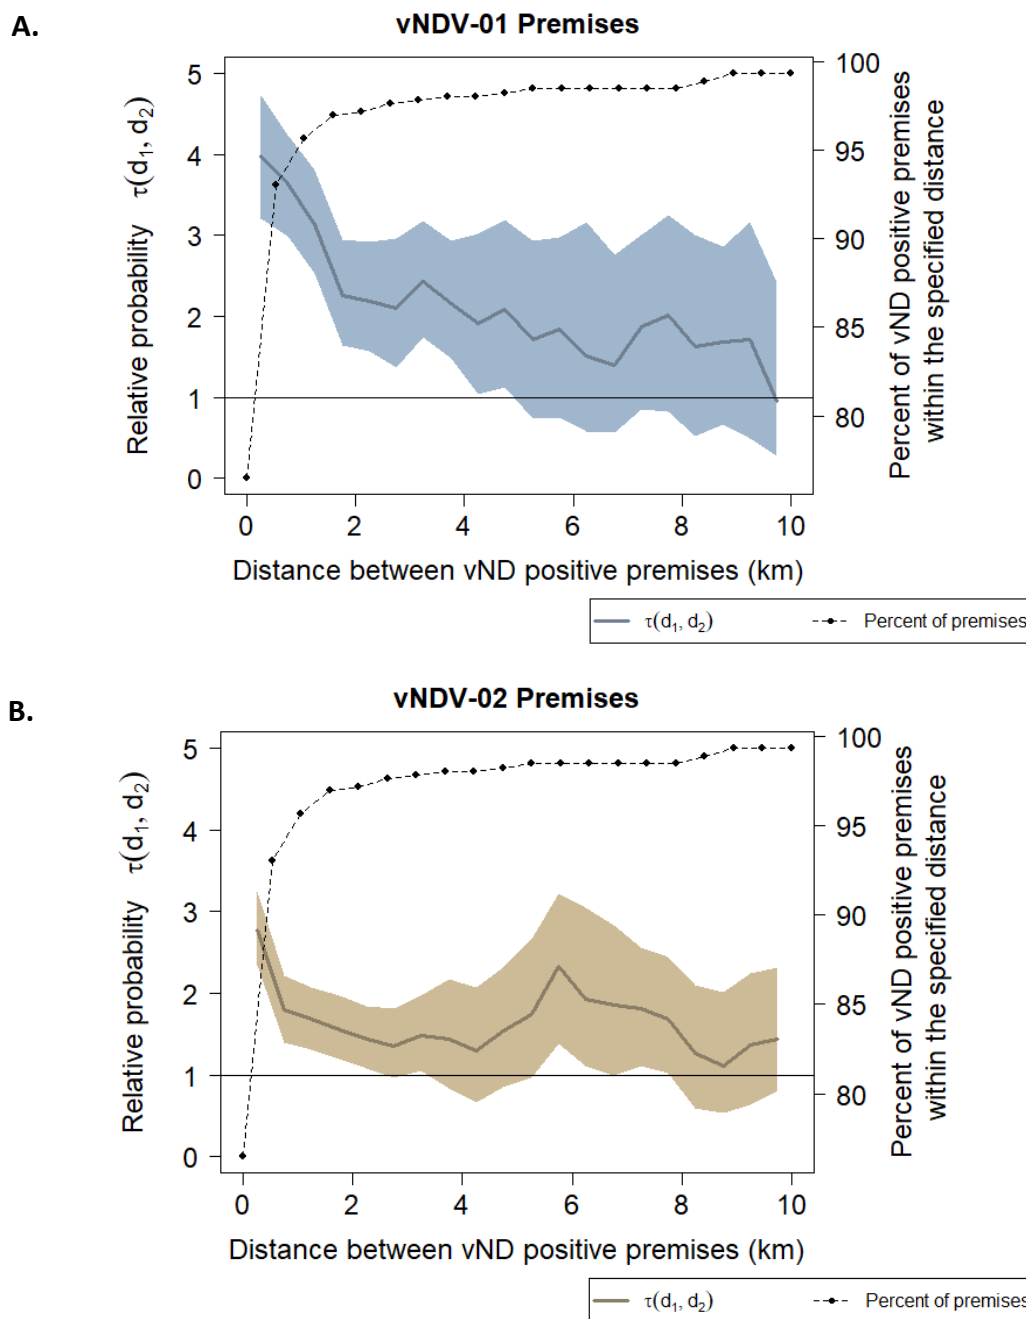 A.
vNDV-01 Premises
Relative probability τ(d1, d2)
5
4
3
2
1
0
100
95
90
85
80
Percent of vND positive premises
within the specified distance
0 2 4 6 8 10
Distance between vND positive premises (km)
τ(d1, d2) Percent of premises
B.
vNDV-02 Premises
Relative probability τ(d1, d2)
5
4
3
2
1
0
100
95
90
85
80
Percent of vND positive premises
within the specified distance
0 2 4 6 8 10
Distance between vND positive premises (km)
τ(d1, d2) Percent of premises